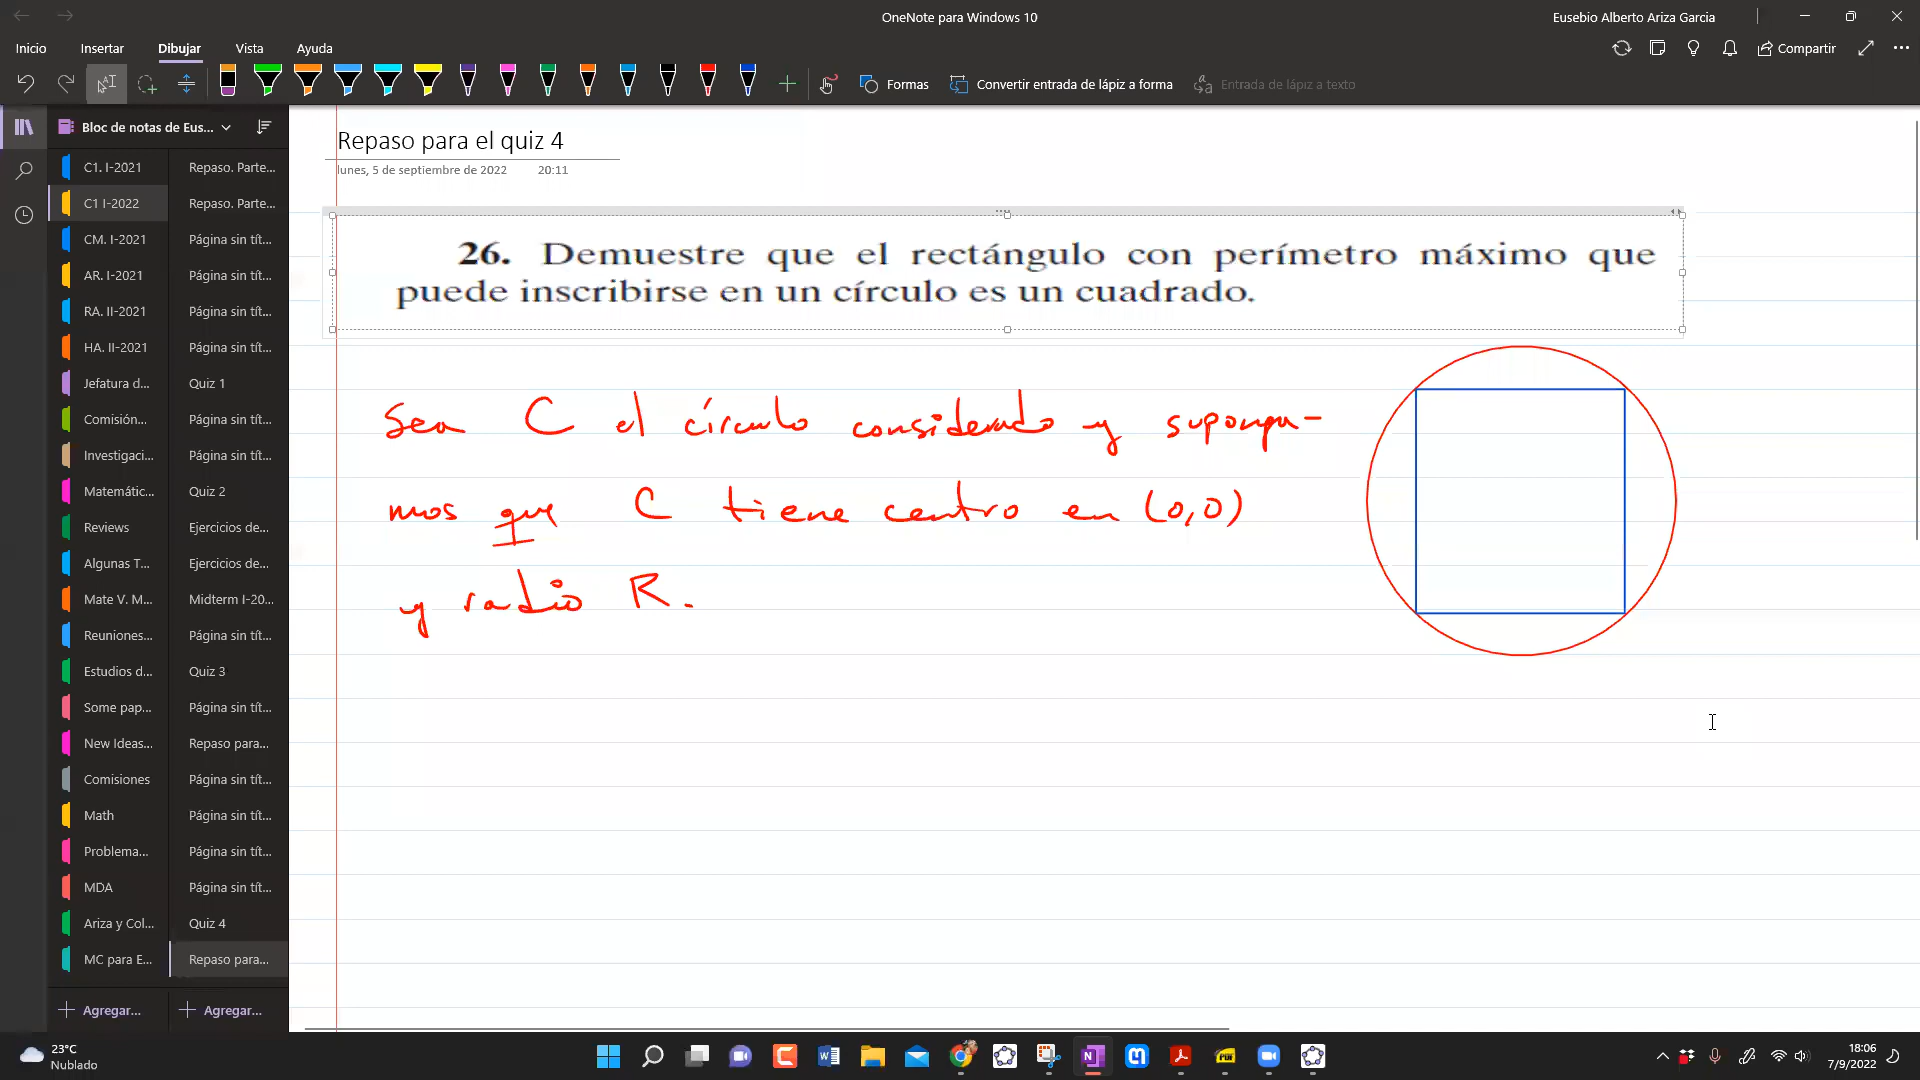 OneNote para Windows 10
Eusebio Alberto Ariza Garcia
Inicio
Insertar
Dibujar
Vista
Ayuda
Compartir
Formas
Convertir entrada de lápiz a forma
Entrada de lápiz a texto
Bloc de notas de Eus...
C1. I-2021
C1 I-2022
CM. I-2021
AR. I-2021
RA. II-2021
HA. II-2021
Jefatura d...
Comisión...
Investigaci...
Matemátic...
Reviews
Algunas T...
Mate V. M...
Reuniones...
Estudios d...
Some pap...
New Ideas...
Comisiones
Math
Problema...
MDA
Ariza y Col...
MC para E...
Agregar...
Repaso. Parte...
Repaso. Parte...
Página sin tít...
Página sin tít...
Página sin tít...
Página sin tít...
Quiz 1
Página sin tít...
Página sin tít...
Quiz 2
Ejercicios de...
Ejercicios de...
Midterm I-20...
Página sin tít...
Quiz 3
Página sin tít...
Repaso para...
Página sin tít...
Página sin tít...
Página sin tít...
Página sin tít...
Quiz 4
Repaso para...
Agregar...
Repaso para el quiz 4
lunes, 5 de septiembre de 2022 20:11
26. Demuestre que el rectángulo con perímetro máximo que
puede inscribirse en un círculo es un cuadrado.
Sea C el círculo considerado y suponga-
mos que C tiene centro en (0,0)
y radio R.
23°C
Nublado
18:06
7/9/2022